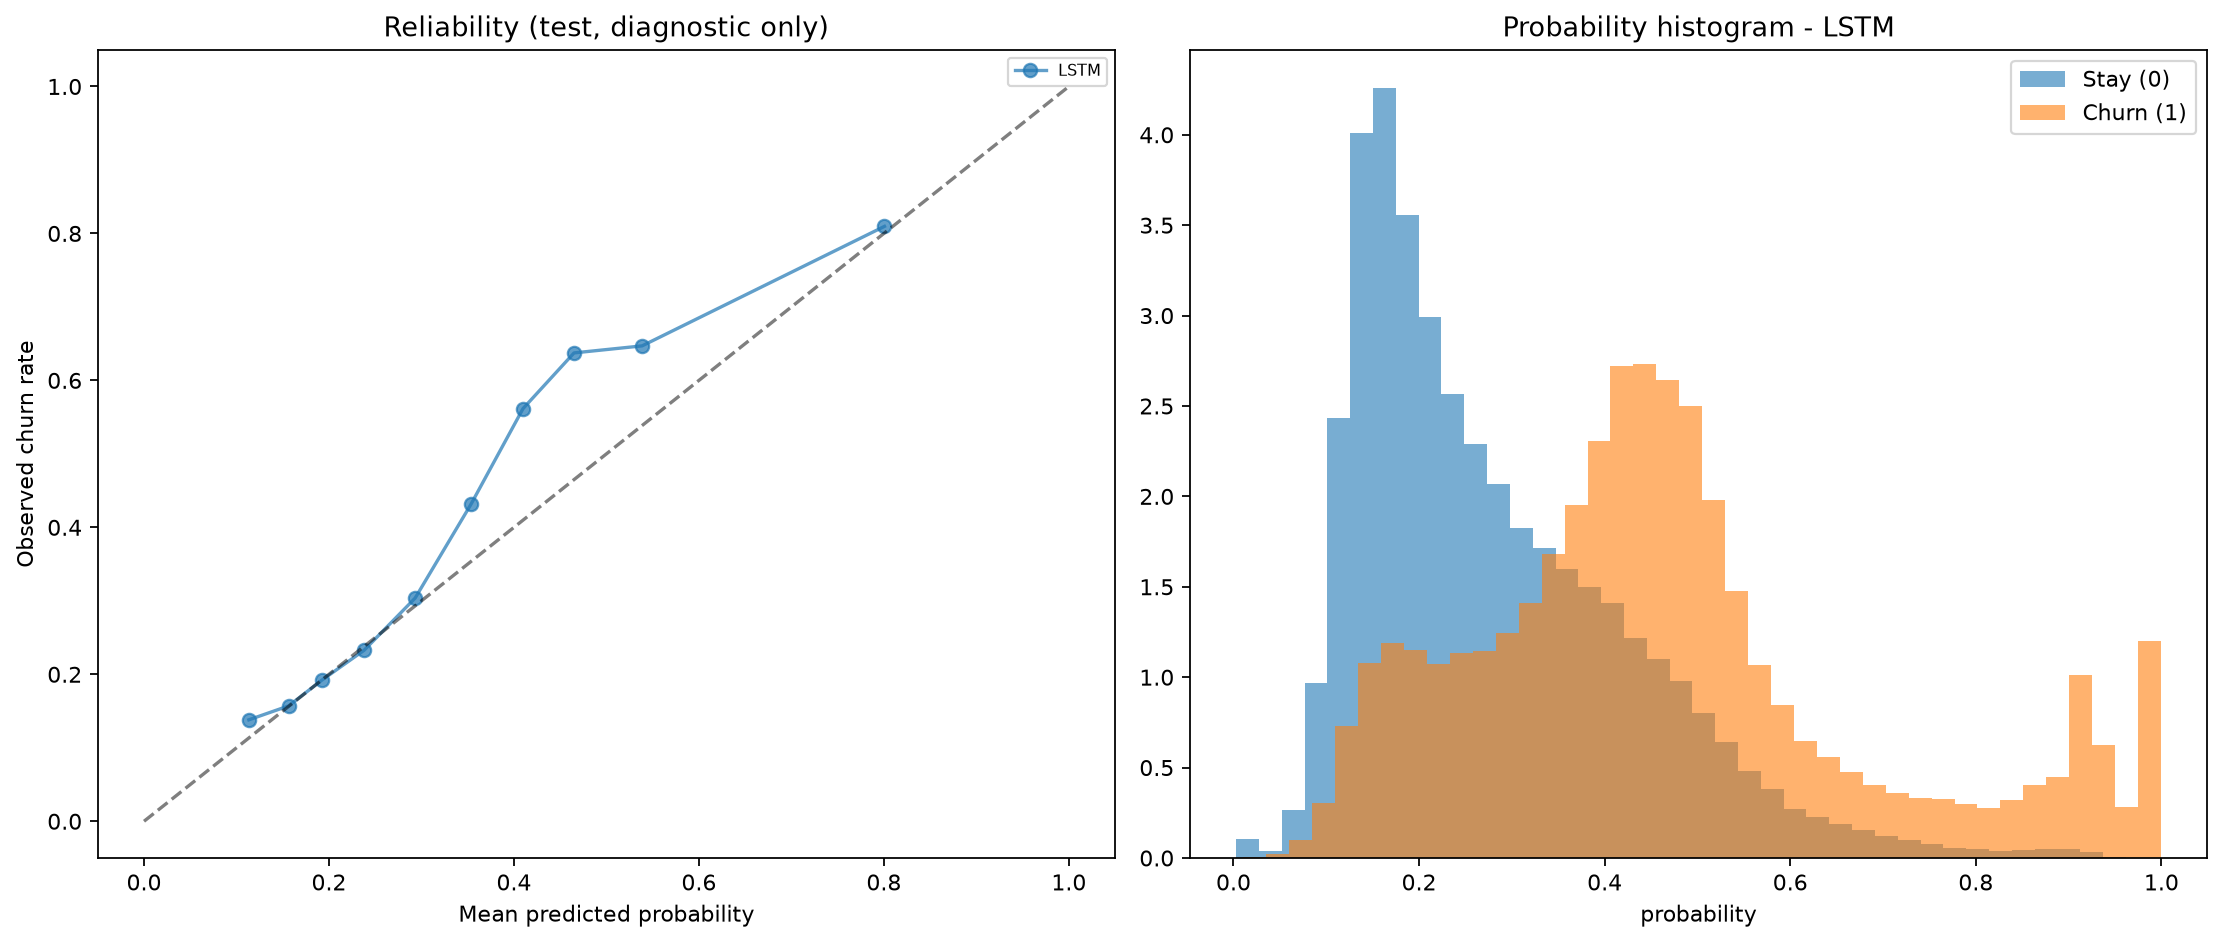 Reliability (test, diagnostic only)
LSTM
1.0
0.8
0.6
0.4
0.2
0.0
Observed churn rate
0.0 0.2 0.4 0.6 0.8 1.0
Mean predicted probability
Probability histogram - LSTM
Stay (0)
Churn (1)
4.0
3.5
3.0
2.5
2.0
1.5
1.0
0.5
0.0
0.0 0.2 0.4 0.6 0.8 1.0
probability